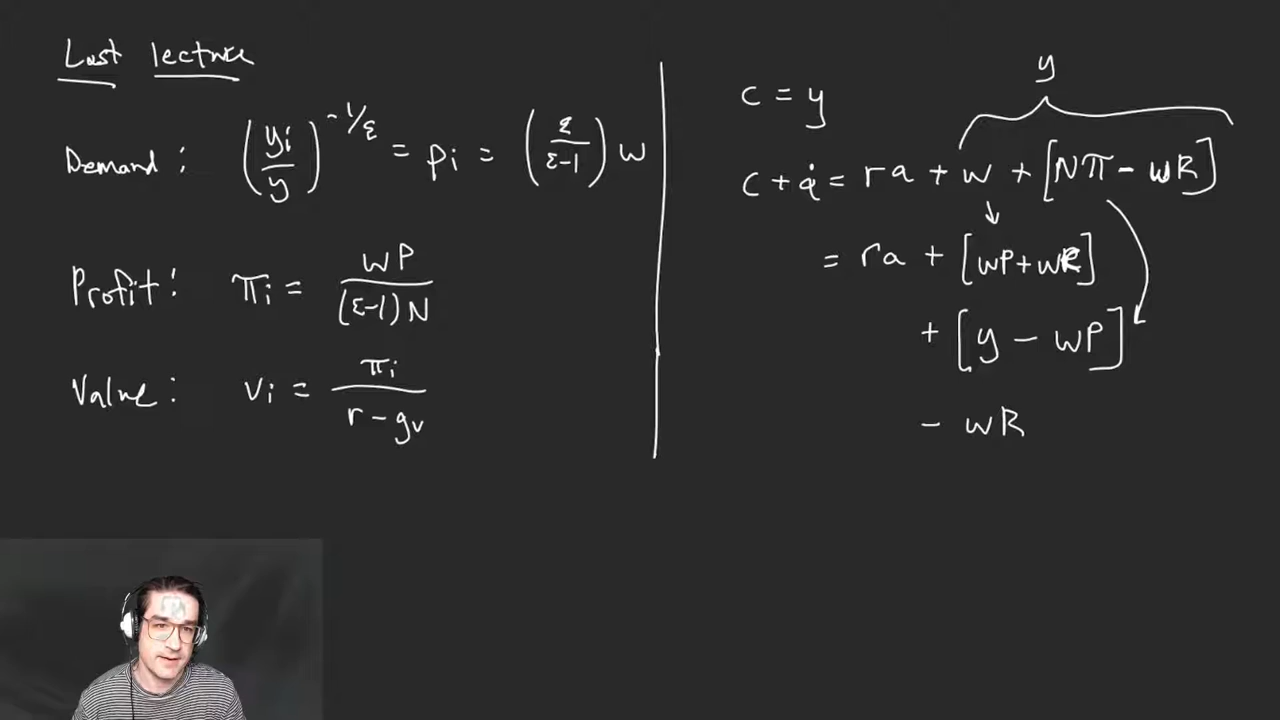 Last lecture
Demand : (yi/y)^-1/ε = pi = (ε/ε-1) w
Profit : πi = wP/(ε-1)N
Value : vi = πi/r-gv
y
c = y
c + ȧ = ra + w + [Nπ - wR]
= ra + [wP+wR]
+ [y - wP]
- wR